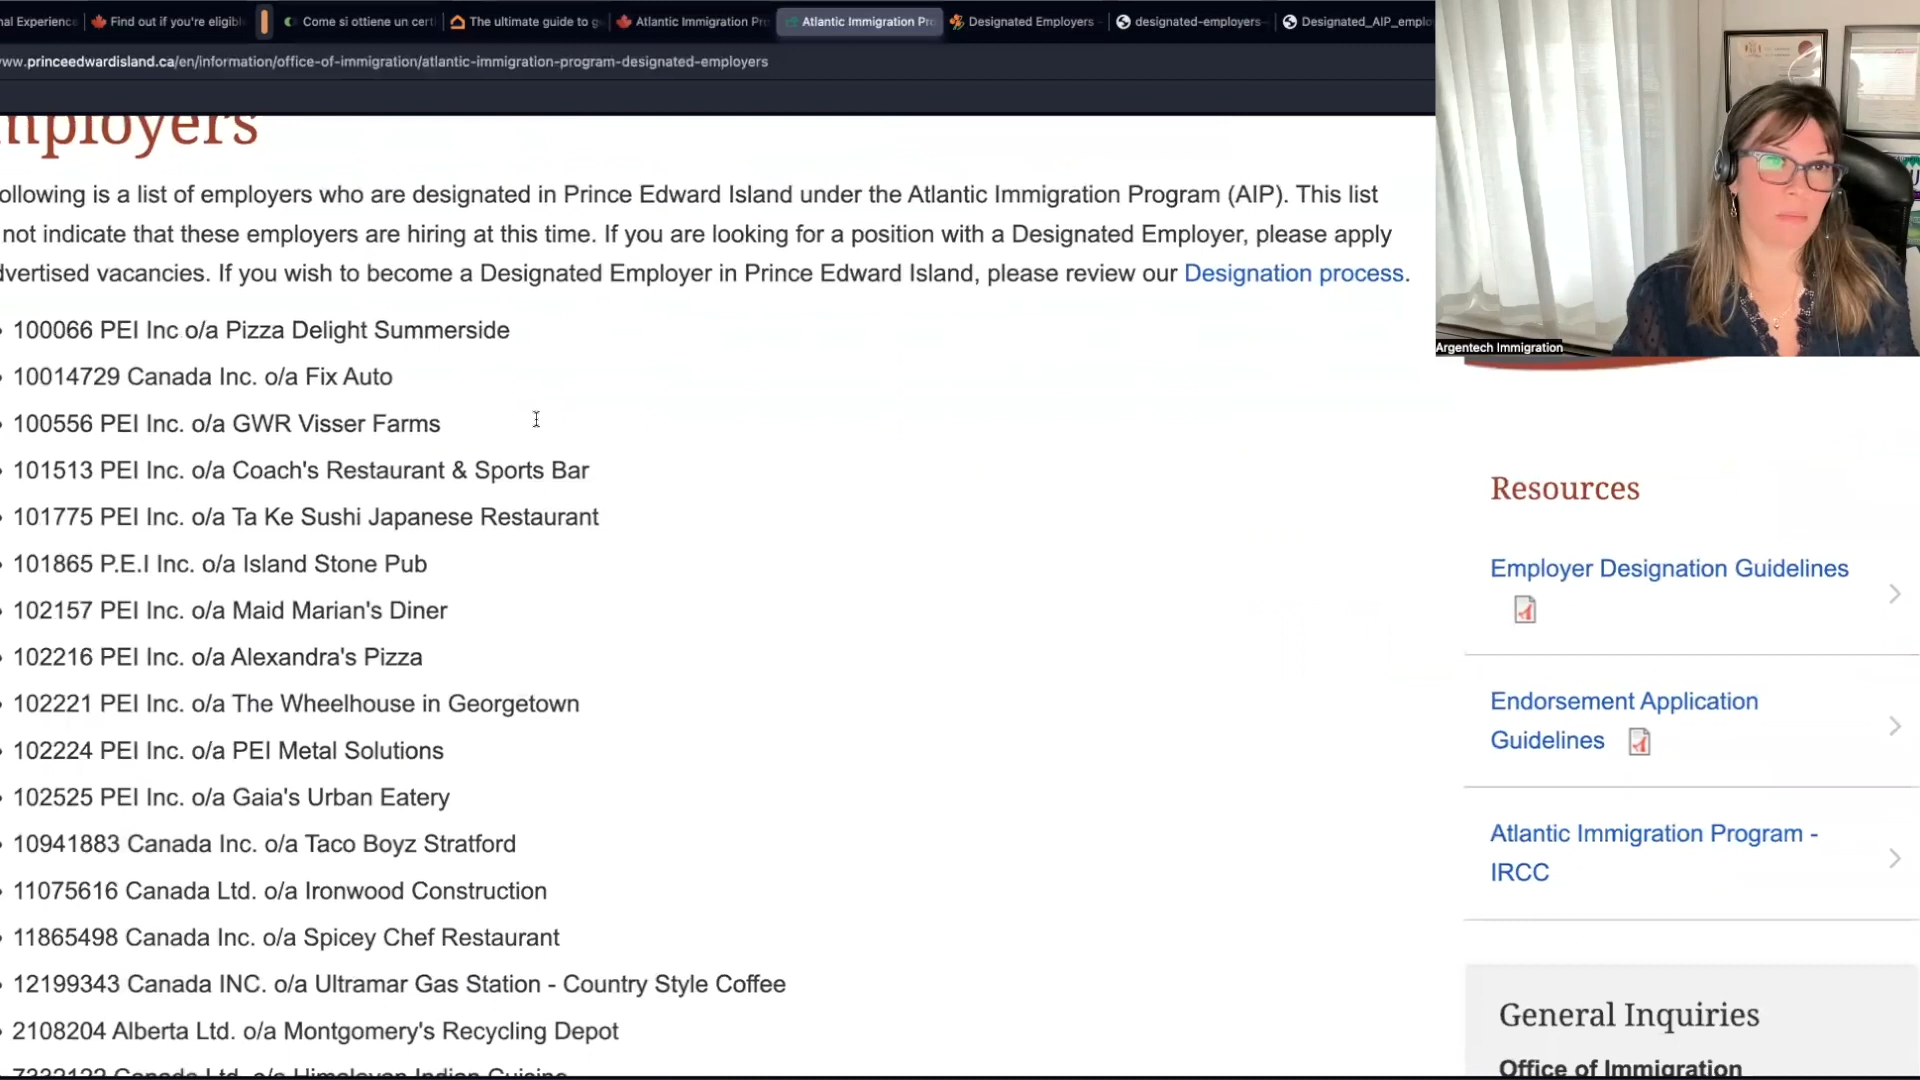 al Experienc
Find out if you're eligibl
Come si ottiene un cert
The ultimate guide to g
Atlantic Immigration Pr
Atlantic Immigration Pro
Designated Employers
designated-employers
Designated_AIP_emplo
ww.princeedwardisland.ca/en/information/office-of-immigration/atlantic-immigration-program-designated-employers
mployers
ollowing is a list of employers who are designated in Prince Edward Island under the Atlantic Immigration Program (AIP). This list
not indicate that these employers are hiring at this time. If you are looking for a position with a Designated Employer, please apply
dvertised vacancies. If you wish to become a Designated Employer in Prince Edward Island, please review our Designation process.
100066 PEI Inc o/a Pizza Delight Summerside
10014729 Canada Inc. o/a Fix Auto
100556 PEI Inc. o/a GWR Visser Farms
101513 PEI Inc. o/a Coach's Restaurant & Sports Bar
101775 PEI Inc. o/a Ta Ke Sushi Japanese Restaurant
101865 P.E.I Inc. o/a Island Stone Pub
102157 PEI Inc. o/a Maid Marian's Diner
102216 PEI Inc. o/a Alexandra's Pizza
102221 PEI Inc. o/a The Wheelhouse in Georgetown
102224 PEI Inc. o/a PEI Metal Solutions
102525 PEI Inc. o/a Gaia's Urban Eatery
10941883 Canada Inc. o/a Taco Boyz Stratford
11075616 Canada Ltd. o/a Ironwood Construction
11865498 Canada Inc. o/a Spicey Chef Restaurant
12199343 Canada INC. o/a Ultramar Gas Station - Country Style Coffee
2108204 Alberta Ltd. o/a Montgomery's Recycling Depot
7332122 Canada Ltd. o/a Himalayan Indian Cuisine
Argentech Immigration
Resources
Employer Designation Guidelines
Endorsement Application
Guidelines
Atlantic Immigration Program -
IRCC
General Inquiries
Office of Immigration